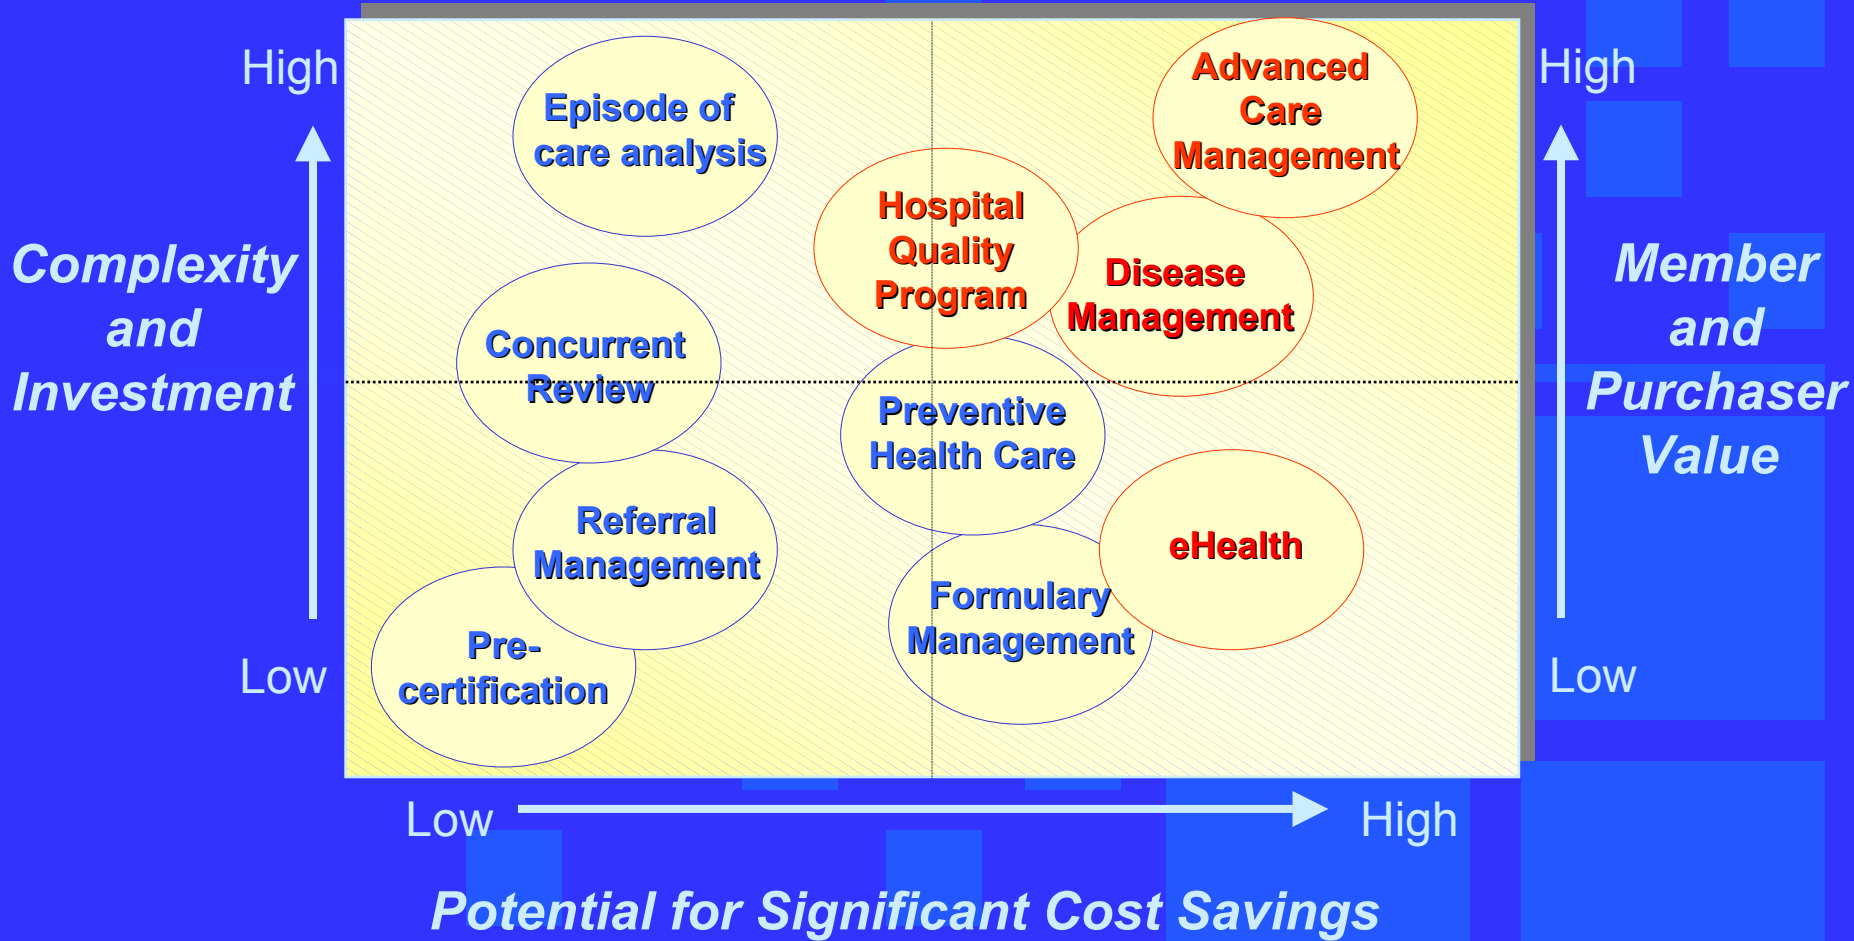 High
Complexity
and
Investment
Low
Episode of
care analysis
Advanced
Care
Management
Hospital
Quality
Program
Disease
Management
Concurrent
Review
Preventive
Health Care
Referral
Management
eHealth
Formulary
Management
Pre-
certification
High
Member
and
Purchaser
Value
Low
Low
High
Potential for Significant Cost Savings